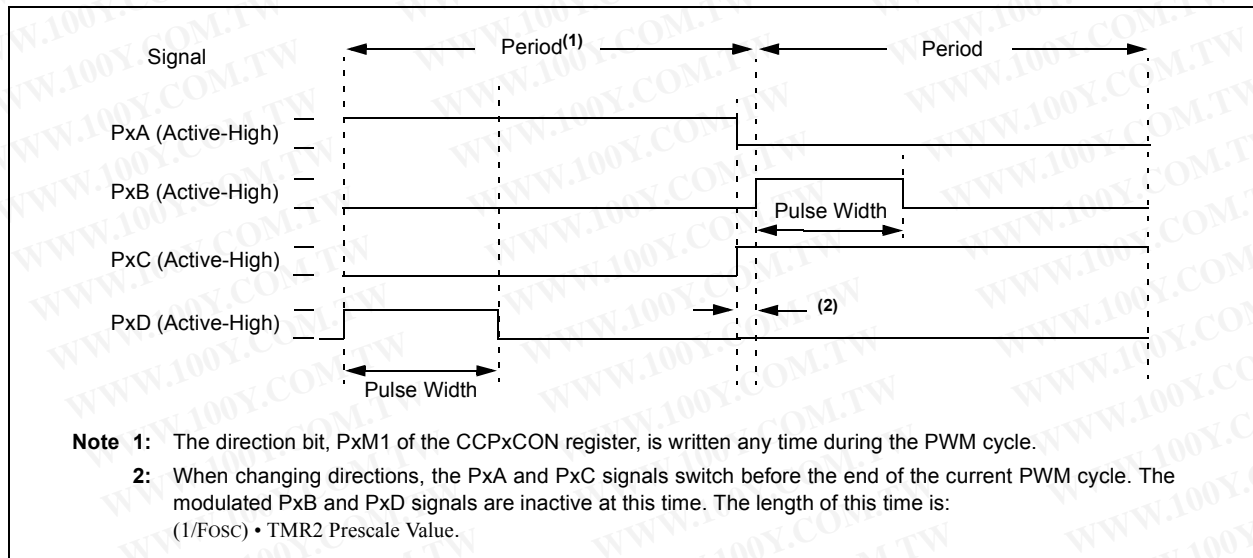 Signal
Period(1)
Period
PxA (Active-High)
PxB (Active-High)
Pulse Width
PxC (Active-High)
PxD (Active-High)
(2)
Pulse Width
Note 1: The direction bit, PxM1 of the CCPxCON register, is written any time during the PWM cycle.
2: When changing directions, the PxA and PxC signals switch before the end of the current PWM cycle. The
modulated PxB and PxD signals are inactive at this time. The length of this time is:
(1/FOSC) • TMR2 Prescale Value.
WWW.100Y.COM.TW